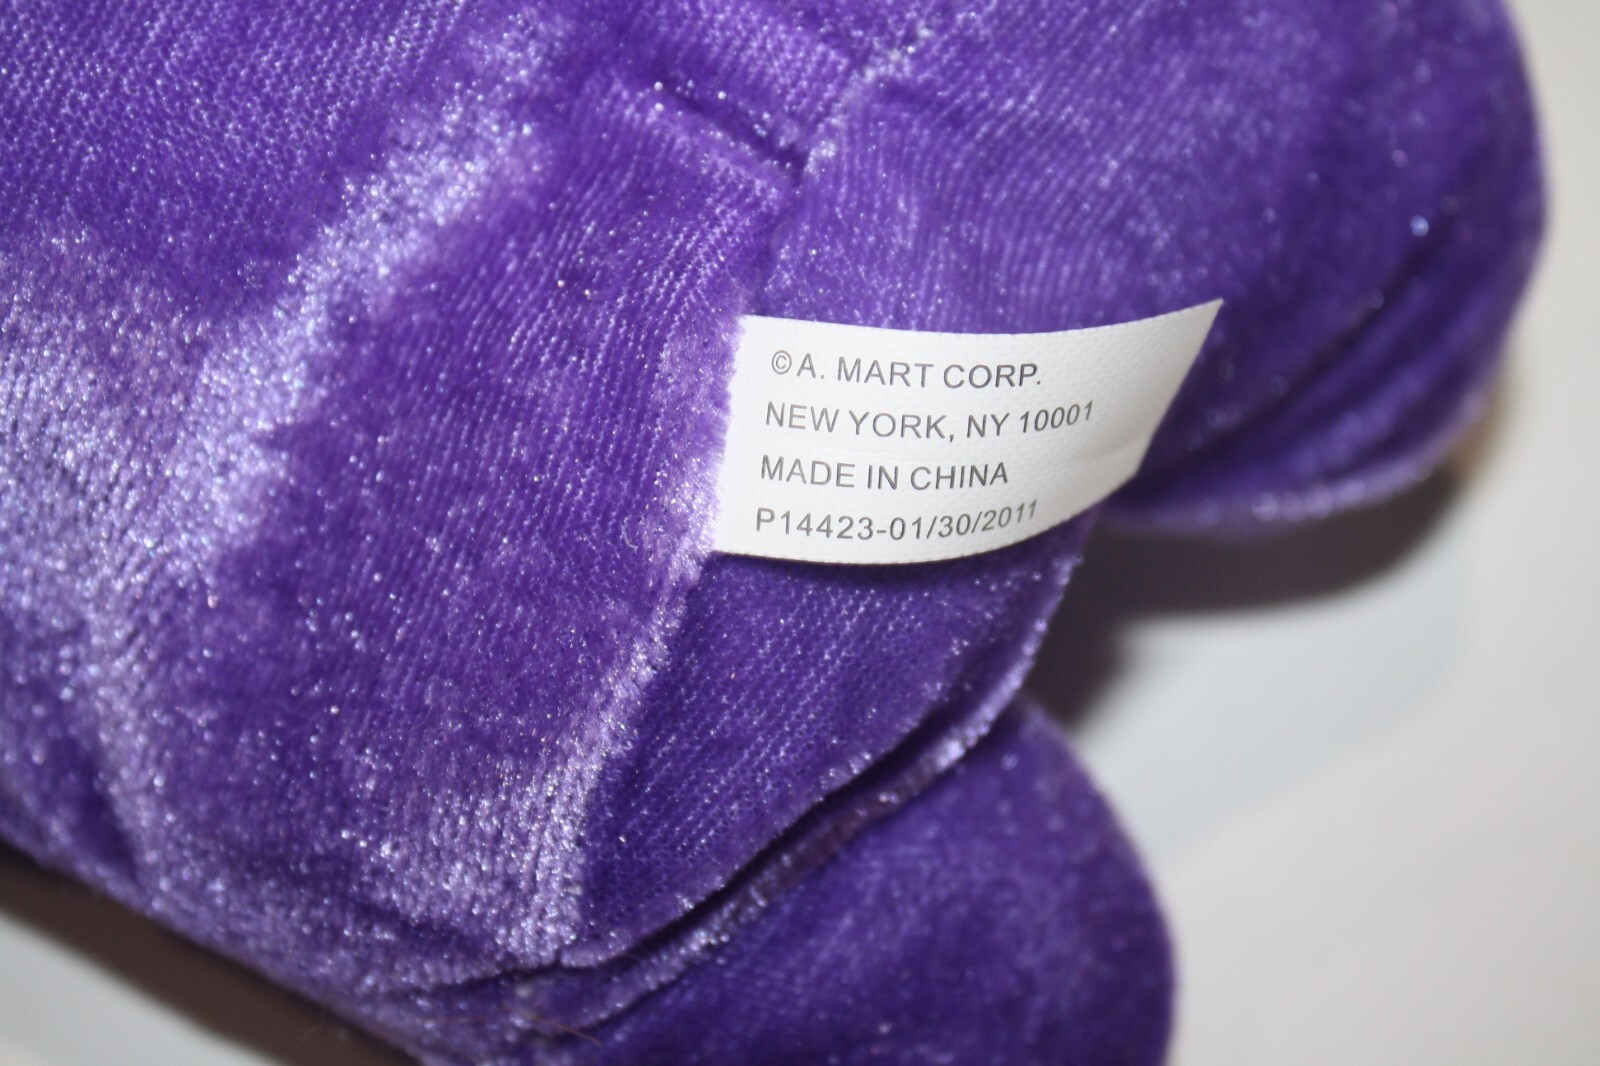 ©A. MART CORP.
NEW YORK, NY 10001
MADE IN CHINA
P14423-01/30/2011